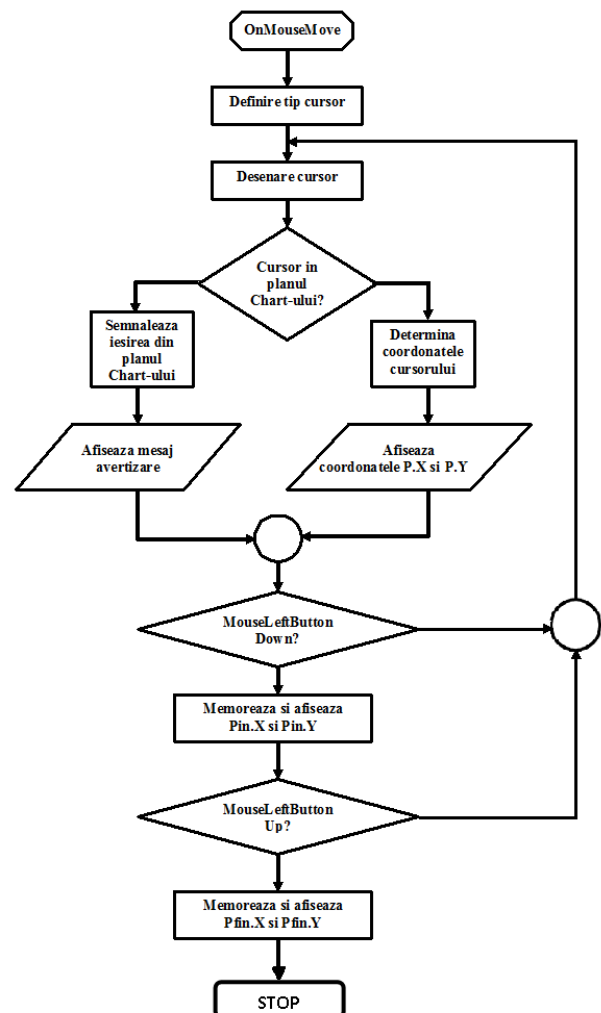 OnMouseMove
Definire tip cursor
Desenare cursor
Cursor in
planul
Chart-ului?
Semnaleaza
iesirea din
planul
Chart-ului
Determina
coordonatele
cursorului
Afiseaza mesaj
avertizare
Afiseaza
coordonatele P.X si P.Y
MouseLeftButton
Down?
Memoreaza si afiseaza
Pin.X si Pin.Y
MouseLeftButton
Up?
Memoreaza si afiseaza
Pfin.X si Pfin.Y
STOP